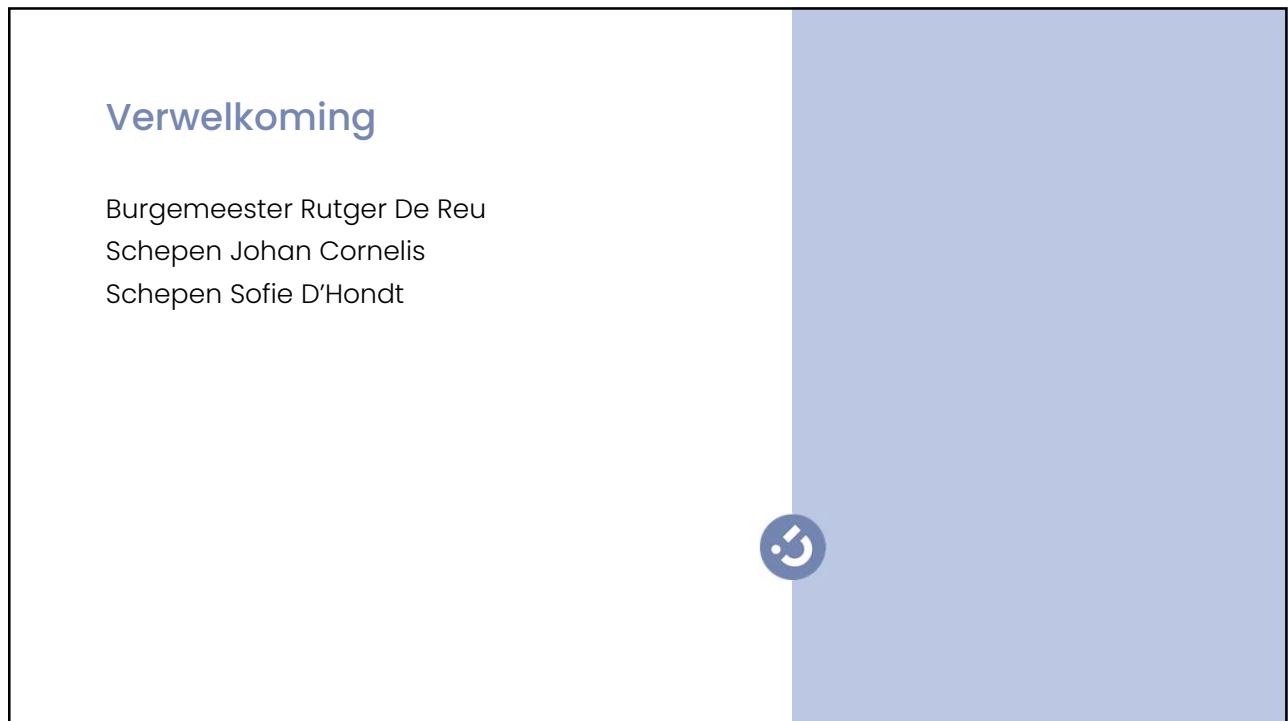 Verwelkoming
Burgemeester Rutger De Reu
Schepen Johan Cornelis
Schepen Sofie D’Hondt